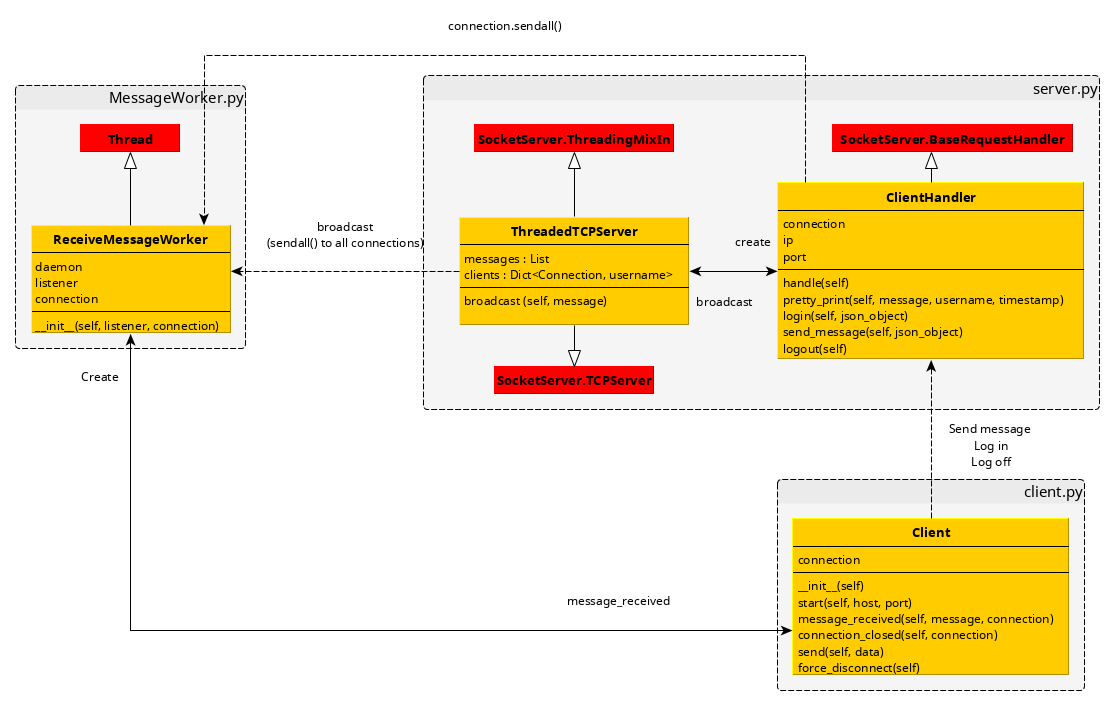 connection.sendall()
MessageWorker.py
Thread
ReceiveMessageWorker
daemon
listener
connection
__init__(self, listener, connection)
broadcast
(sendall() to all connections)
server.py
SocketServer.ThreadingMixIn
SocketServer.BaseRequestHandler
ThreadedTCPServer
messages : List
clients : Dict<Connection, username>
broadcast (self, message)
SocketServer.TCPServer
create
broadcast
ClientHandler
connection
ip
port
handle(self)
pretty_print(self, message, username, timestamp)
login(self, json_object)
send_message(self, json_object)
logout(self)
Create
Send message
Log in
Log off
message_received
client.py
Client
connection
__init__(self)
start(self, host, port)
message_received(self, message, connection)
connection_closed(self, connection)
send(self, data)
force_disconnect(self)